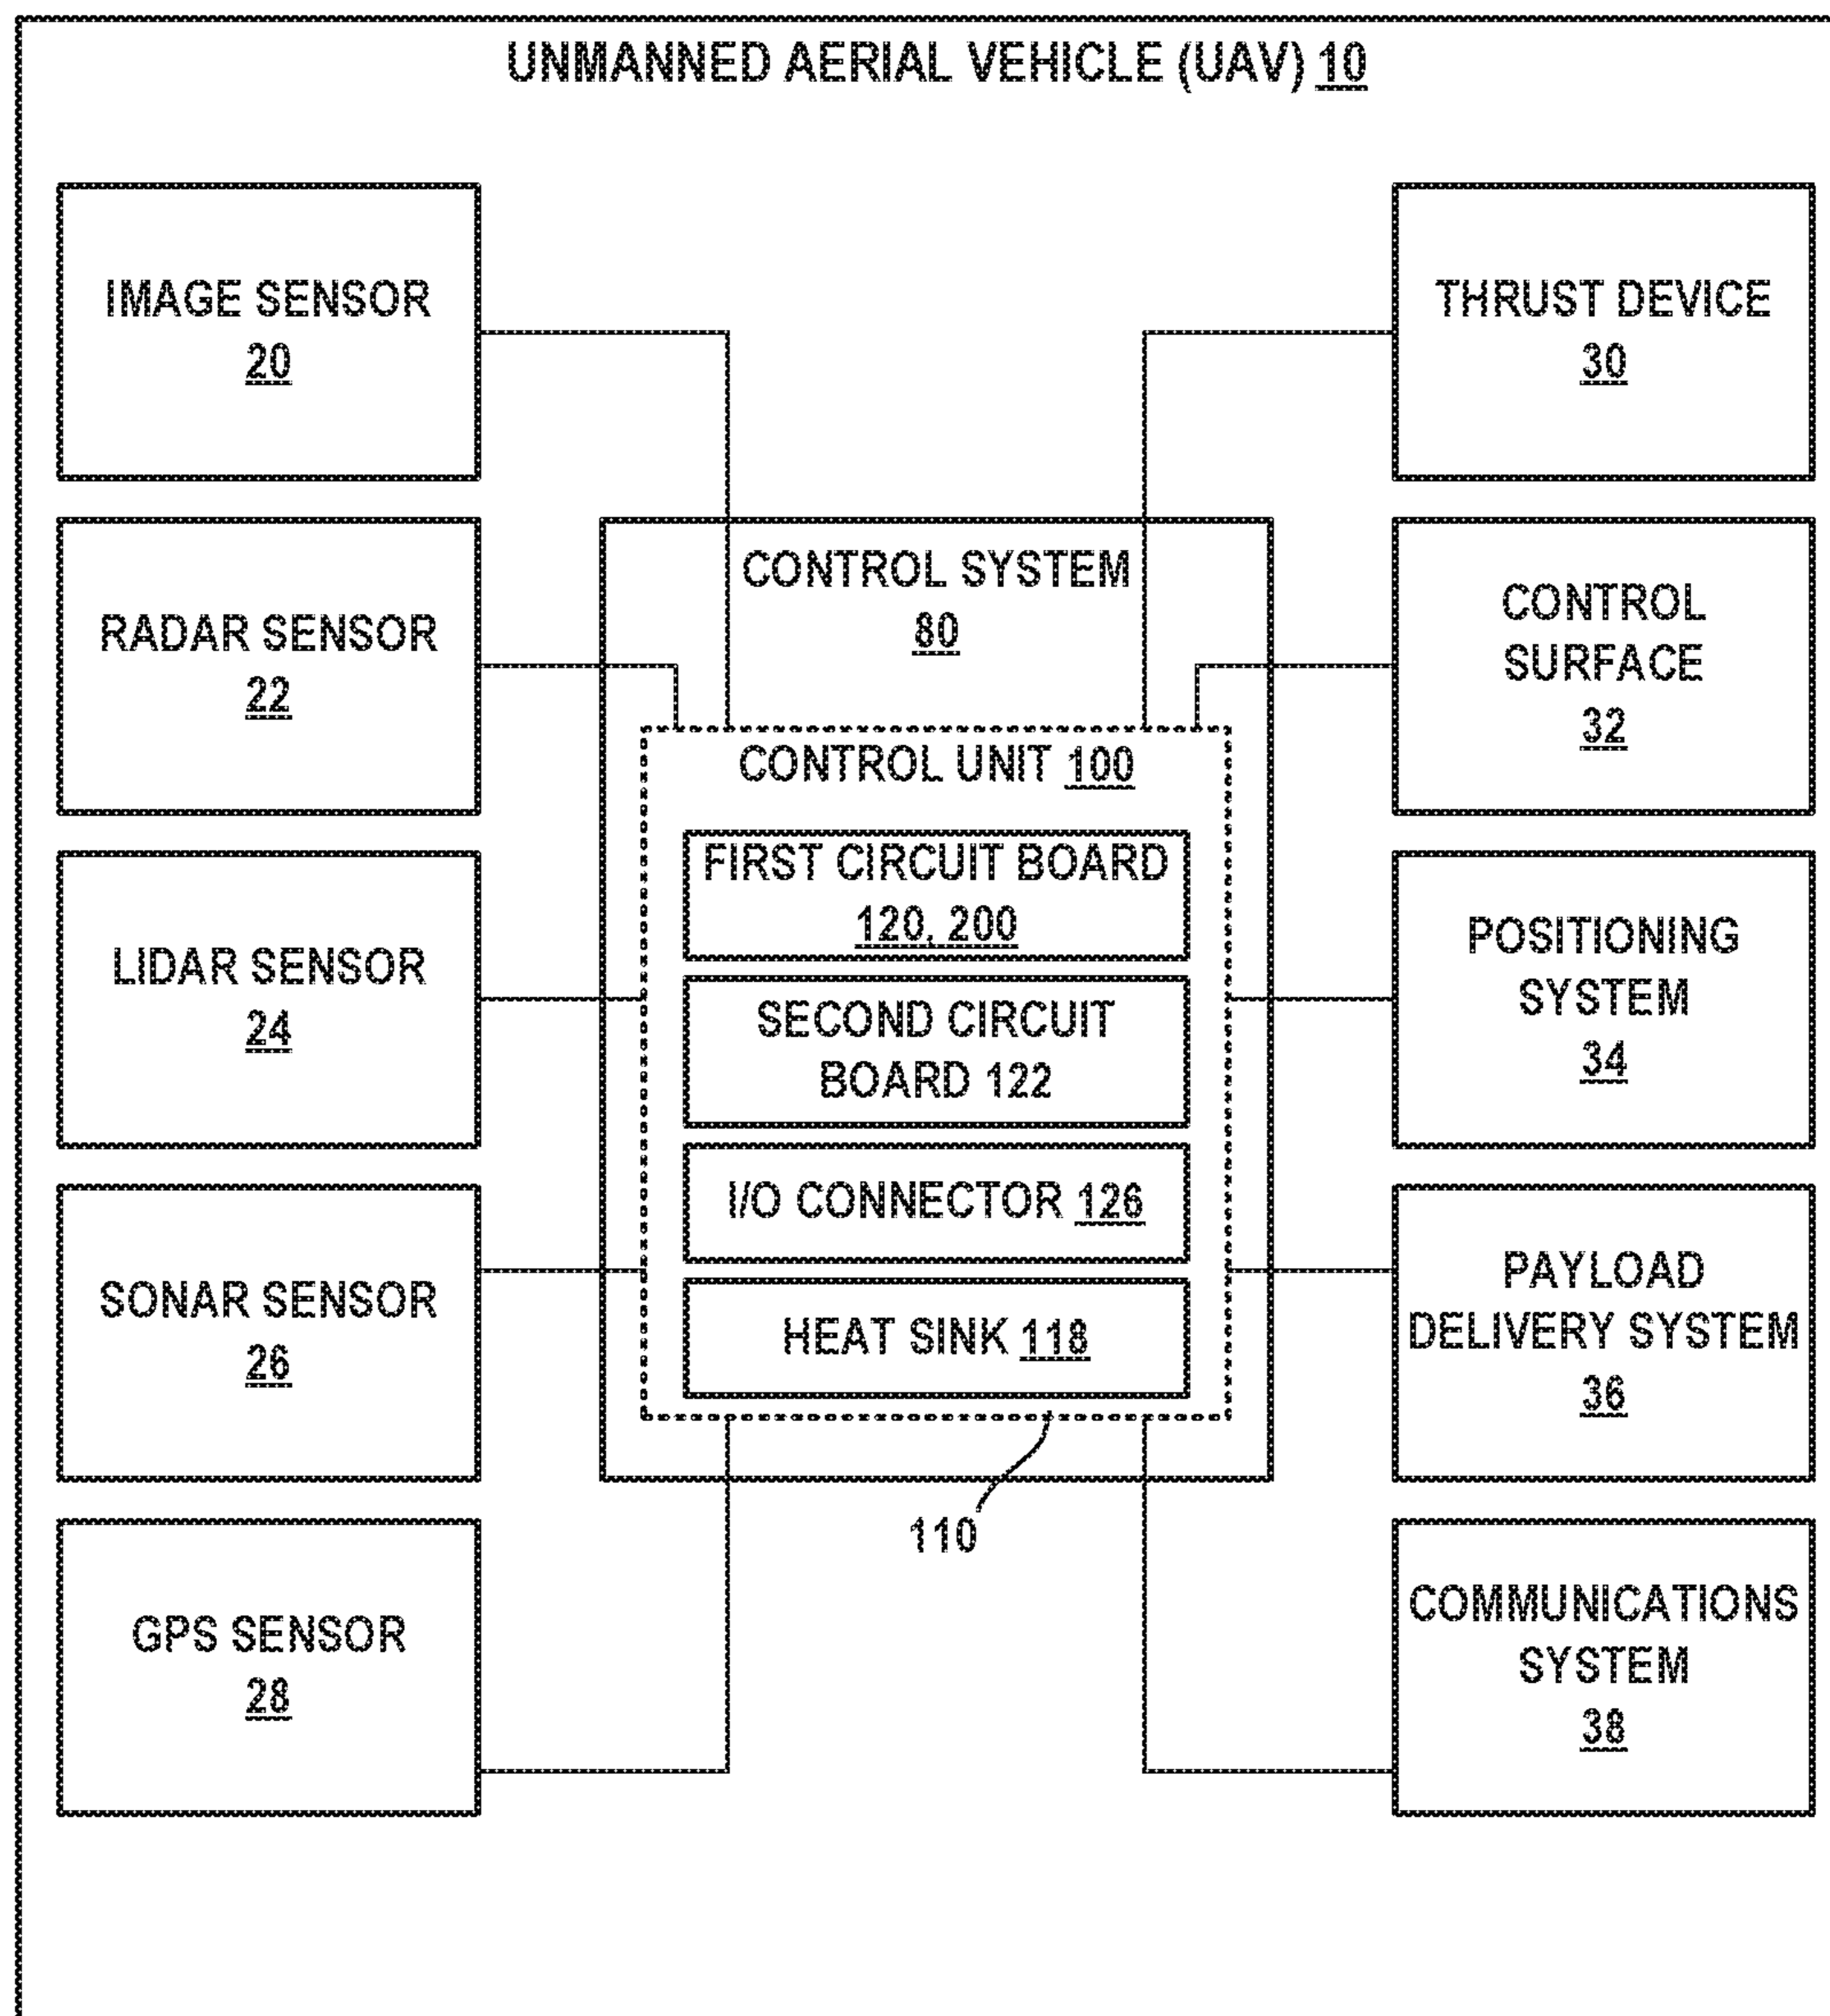 UNMANNED AERIAL VEHICLE (UAV) 10
IMAGE SENSOR
20
RADAR SENSOR
22
LIDAR SENSOR
24
SONAR SENSOR
26
GPS SENSOR
28
CONTROL SYSTEM
80
CONTROL UNIT 100
FIRST CIRCUIT BOARD
120, 200
SECOND CIRCUIT
BOARD 122
I/O CONNECTOR 126
HEAT SINK 118
110
THRUST DEVICE
30
CONTROL
SURFACE
32
POSITIONING
SYSTEM
34
PAYLOAD
DELIVERY SYSTEM
36
COMMUNICATIONS
SYSTEM
38